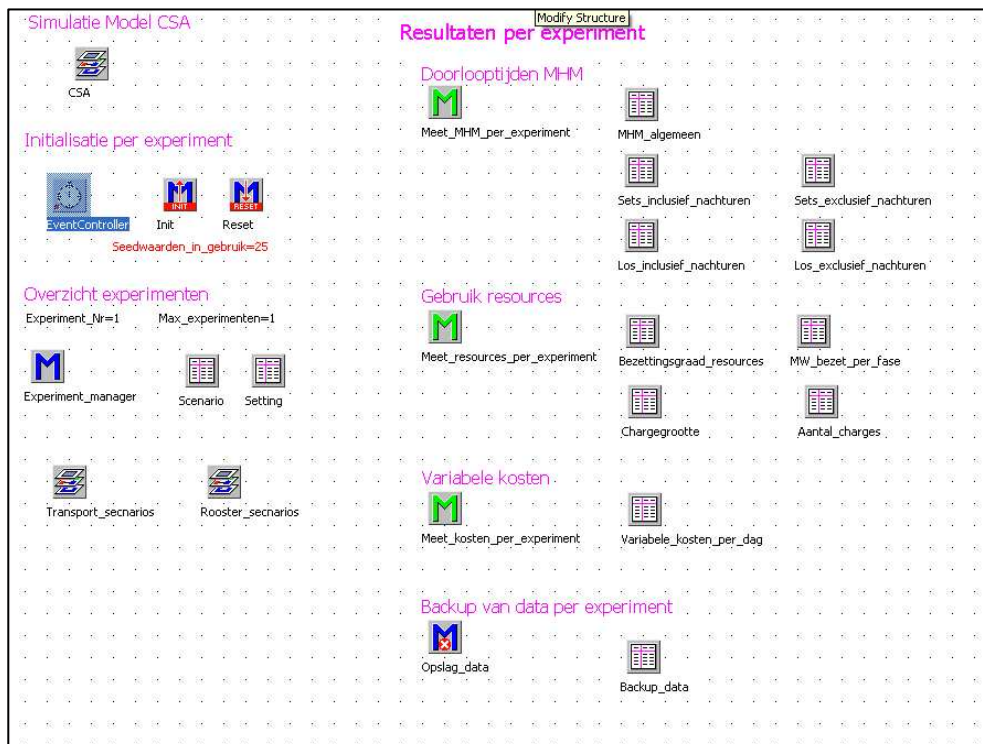 Simulatie Model CSA
CSA
Initialisatie per experiment
EventController
INIT
Init
RESET
Reset
Seedwaarden_in_gebruik=25
Overzicht experimenten
Experiment_Nr=1 Max_experimenten=1
M
Experiment_manager
Scenario
Setting
Transport_secnarios
Rooster_secnarios
Modify Structure
Resultaten per experiment
Doorlooptijden MHM
M
Meet_MHM_per_experiment
MHM_algemeen
Sets_inclusief_nachturen
Sets_exclusief_nachturen
Los_inclusief_nachturen
Los_exclusief_nachturen
Gebruik resources
M
Meet_resources_per_experiment
Bezettingsgraad_resources
MW_bezet_per_fase
Chargegrootte
Aantal_charges
Variabele kosten
M
Meet_kosten_per_experiment
Variabele_kosten_per_dag
Backup van data per experiment
M
Opslag_data
Backup_data